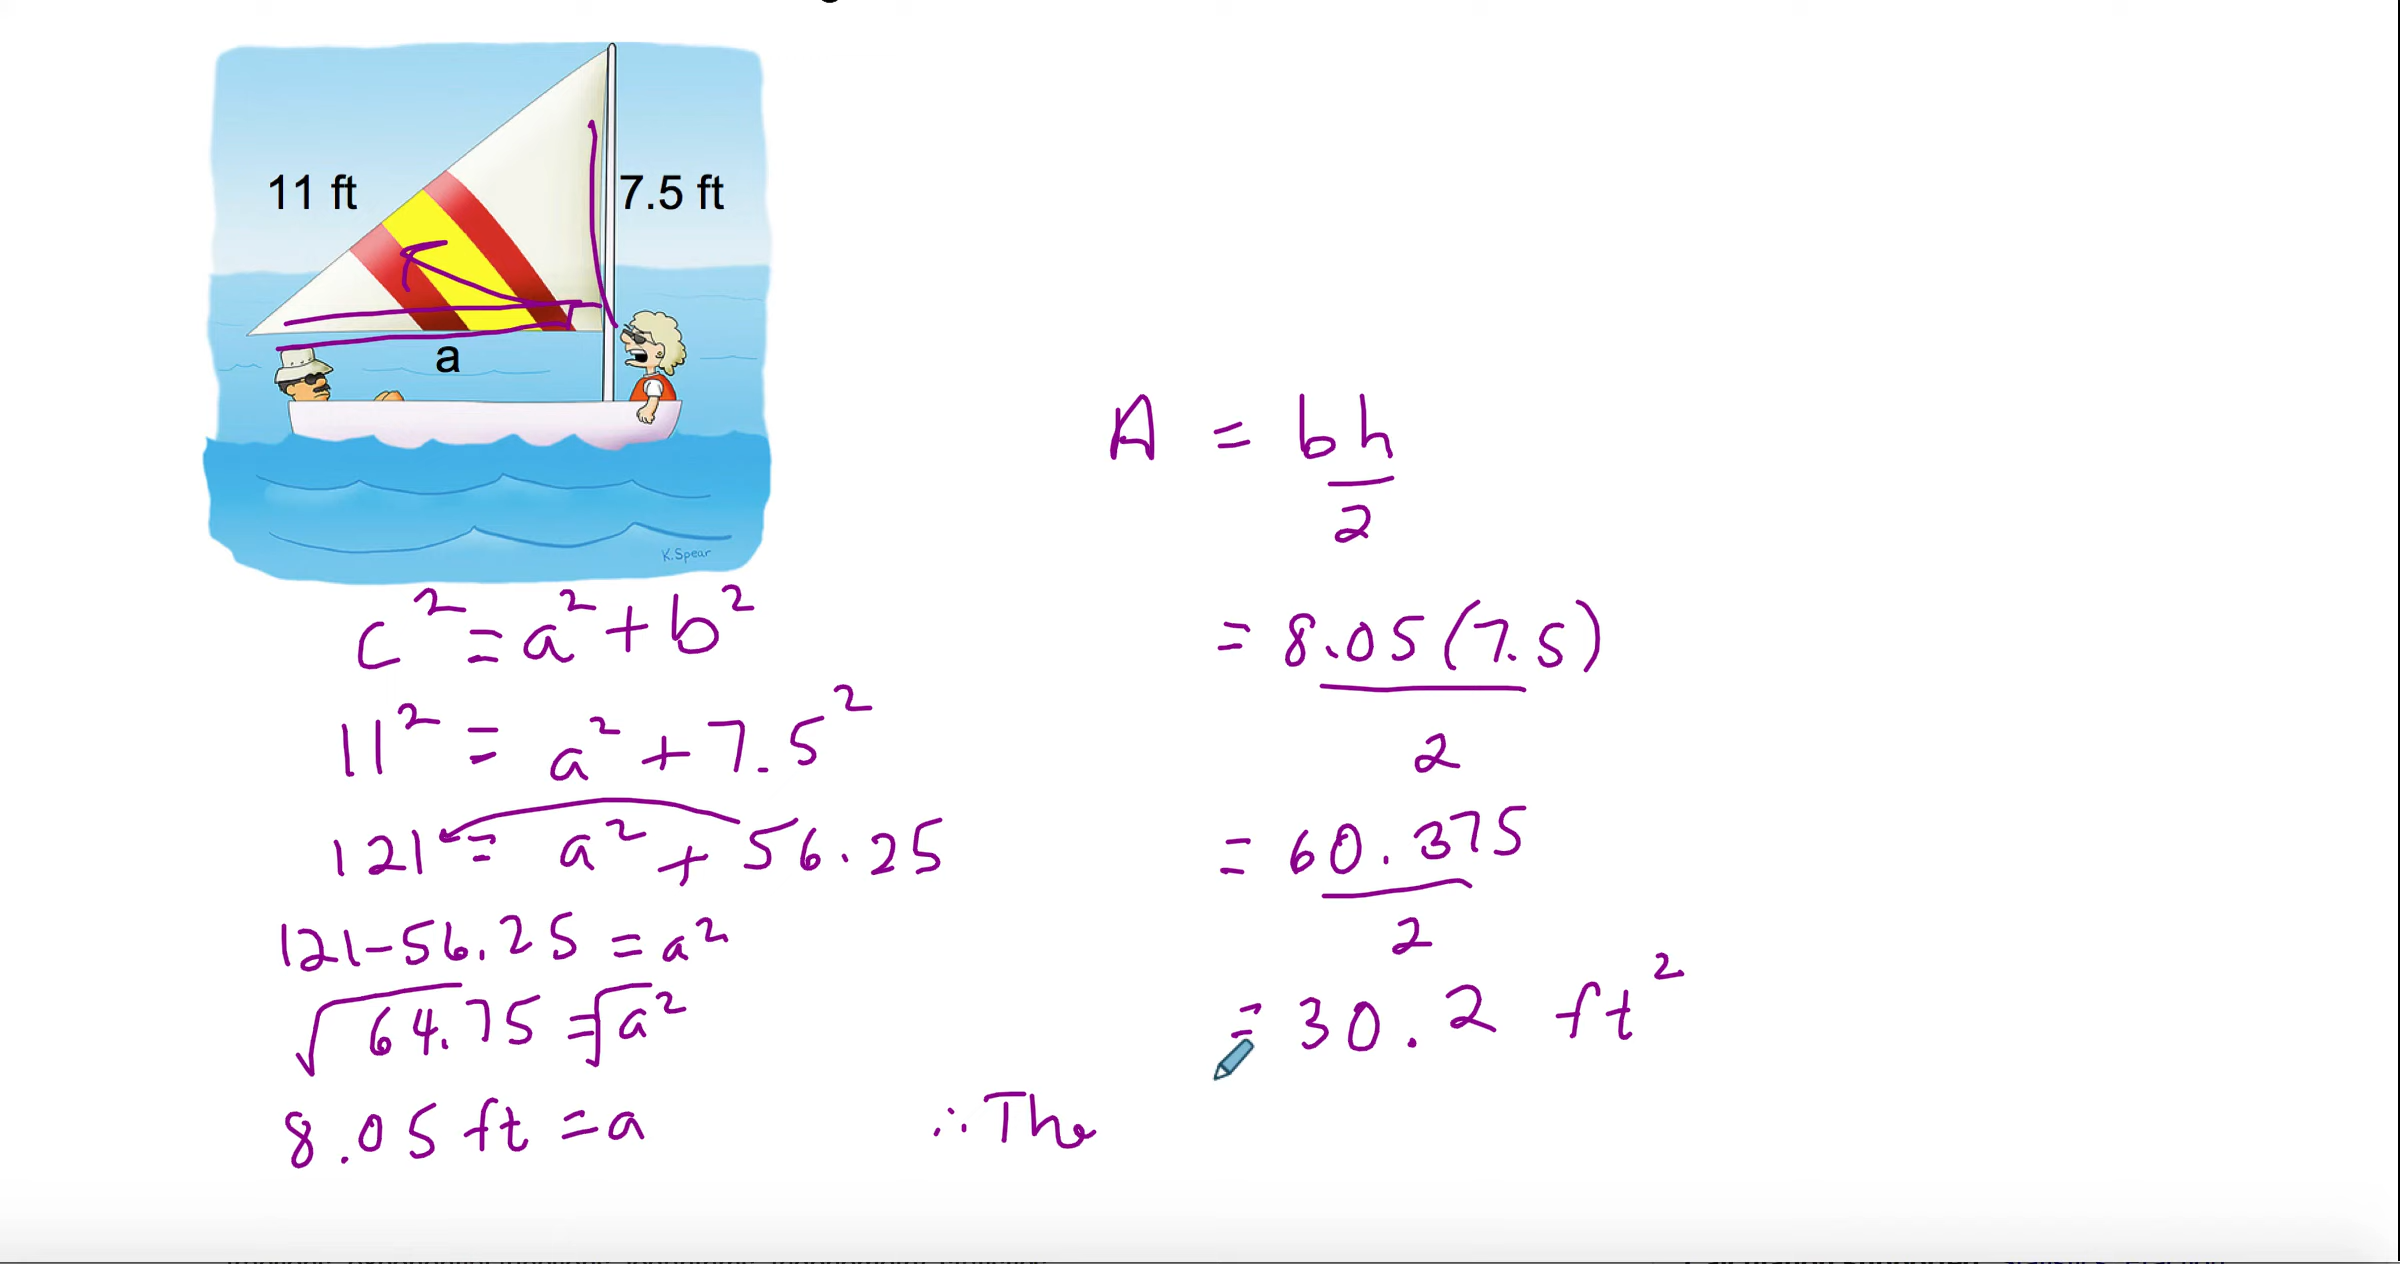 11 ft
7.5 ft
a
K.Spear
c² = a² + b²
11² = a² + 7.5²
121 = a² + 56.25
121-56.25 = a²
√64.75 = √a²
8.05 ft = a
A = bh
2
= 8.05(7.5)
2
= 60.375
2
= 30.2 ft²
∴ The